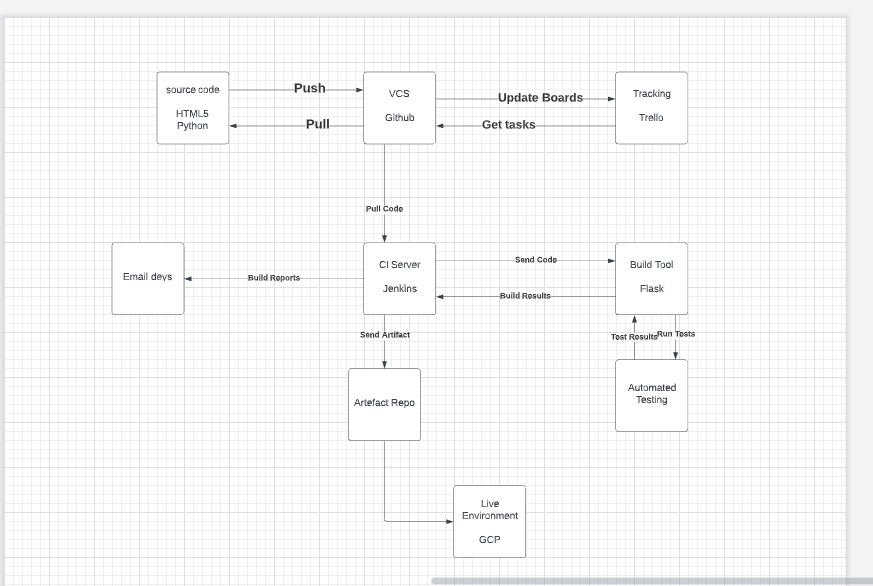 source code
HTML5
Python
Push
Pull
VCS
Github
Update Boards
Get tasks
Tracking
Trello
Pull Code
Email devs
Build Reports
CI Server
Jenkins
Send Code
Build Results
Build Tool
Flask
Send Artifact
Test Results
Run Tests
Artefact Repo
Automated
Testing
Live
Environment
GCP